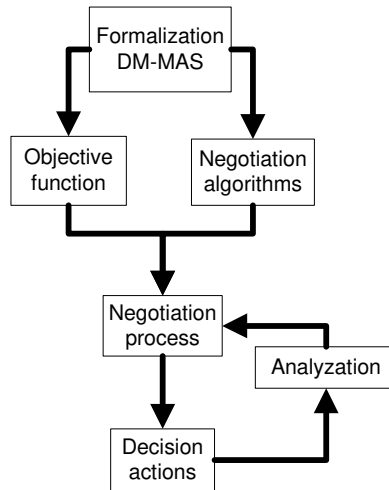 Formalization
DM-MAS
Objective
function
Negotiation
algorithms
Negotiation
process
Analyzation
Decision
actions